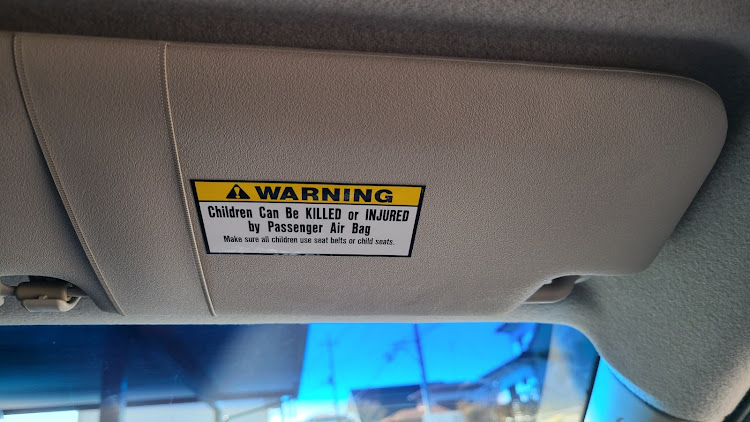 WARNING
Children Can Be KILLED or INJURED
by Passenger Air Bag
Make sure all children use seat belts or child seats.